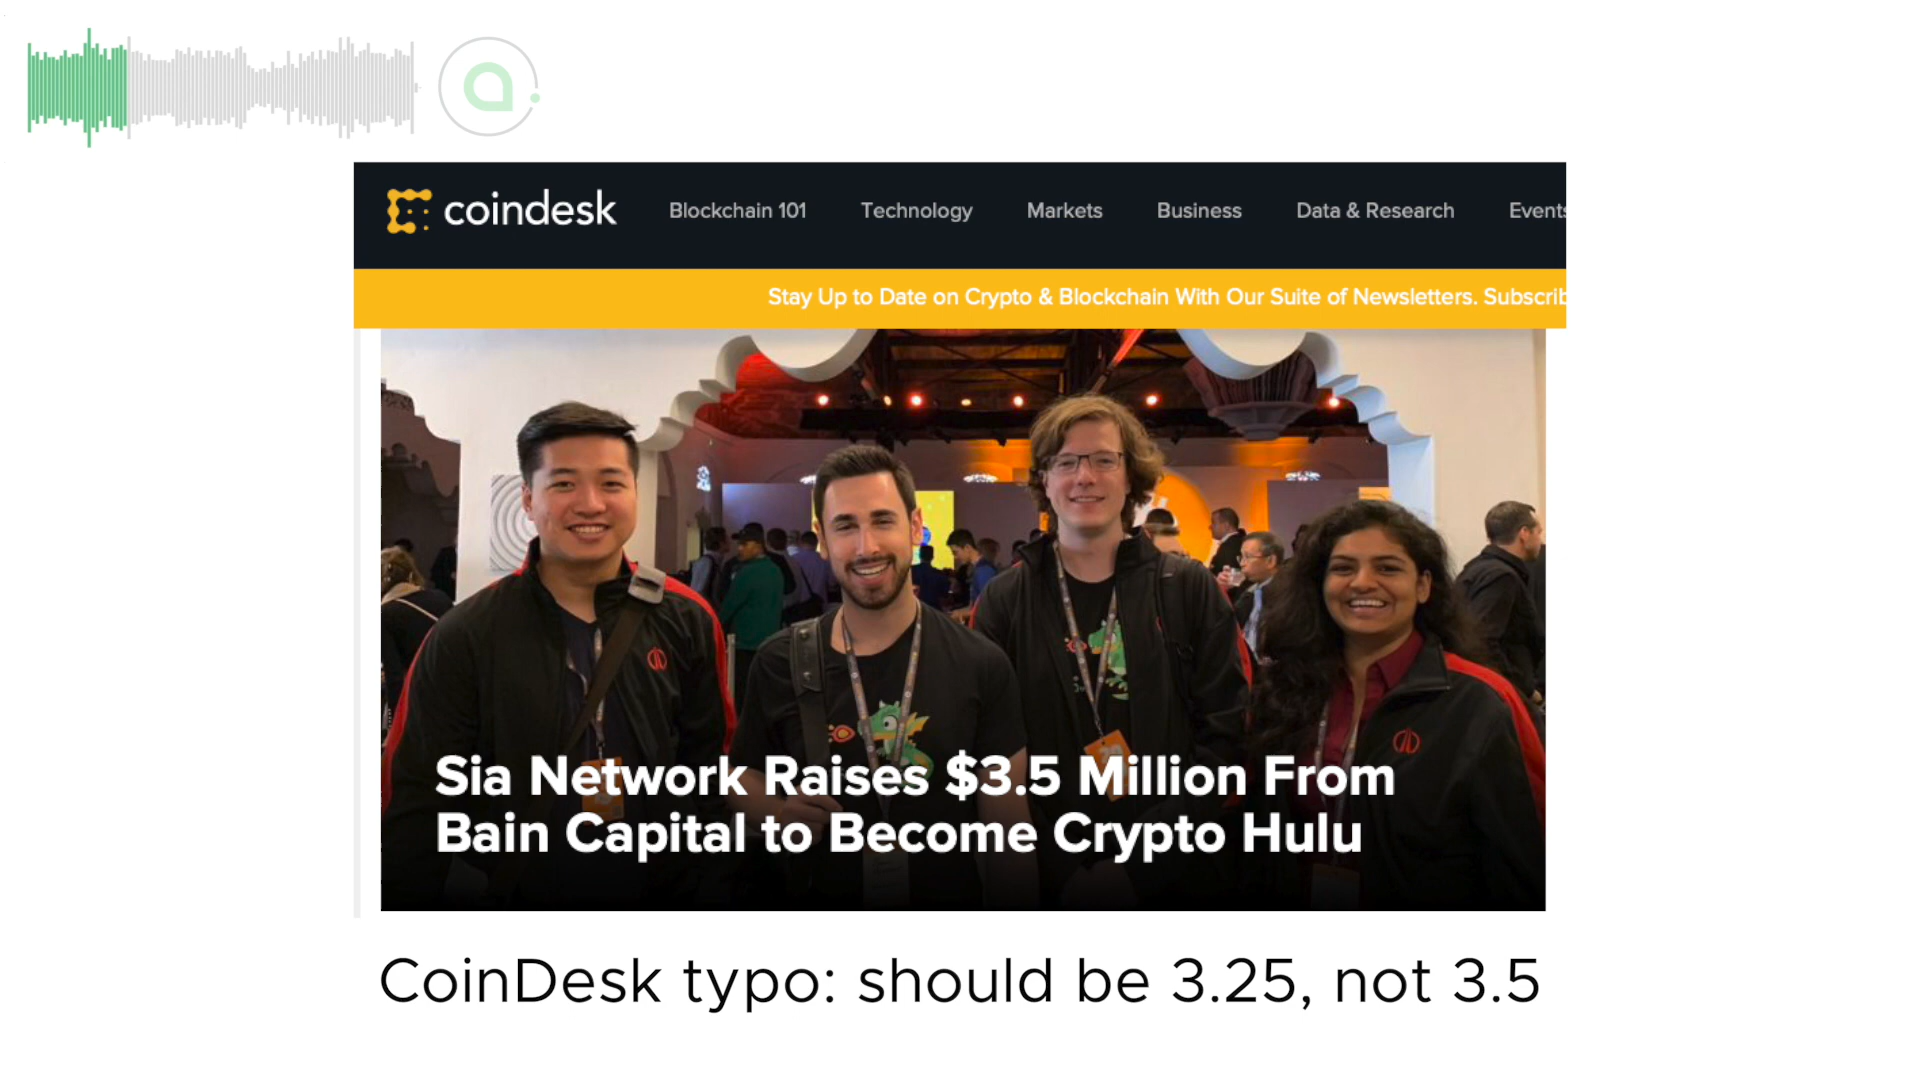 coindesk Blockchain 101 Technology Markets Business Data & Research Events
Stay Up to Date on Crypto & Blockchain With Our Suite of Newsletters. Subscrib
Sia Network Raises $3.5 Million From
Bain Capital to Become Crypto Hulu
CoinDesk typo: should be 3.25, not 3.5